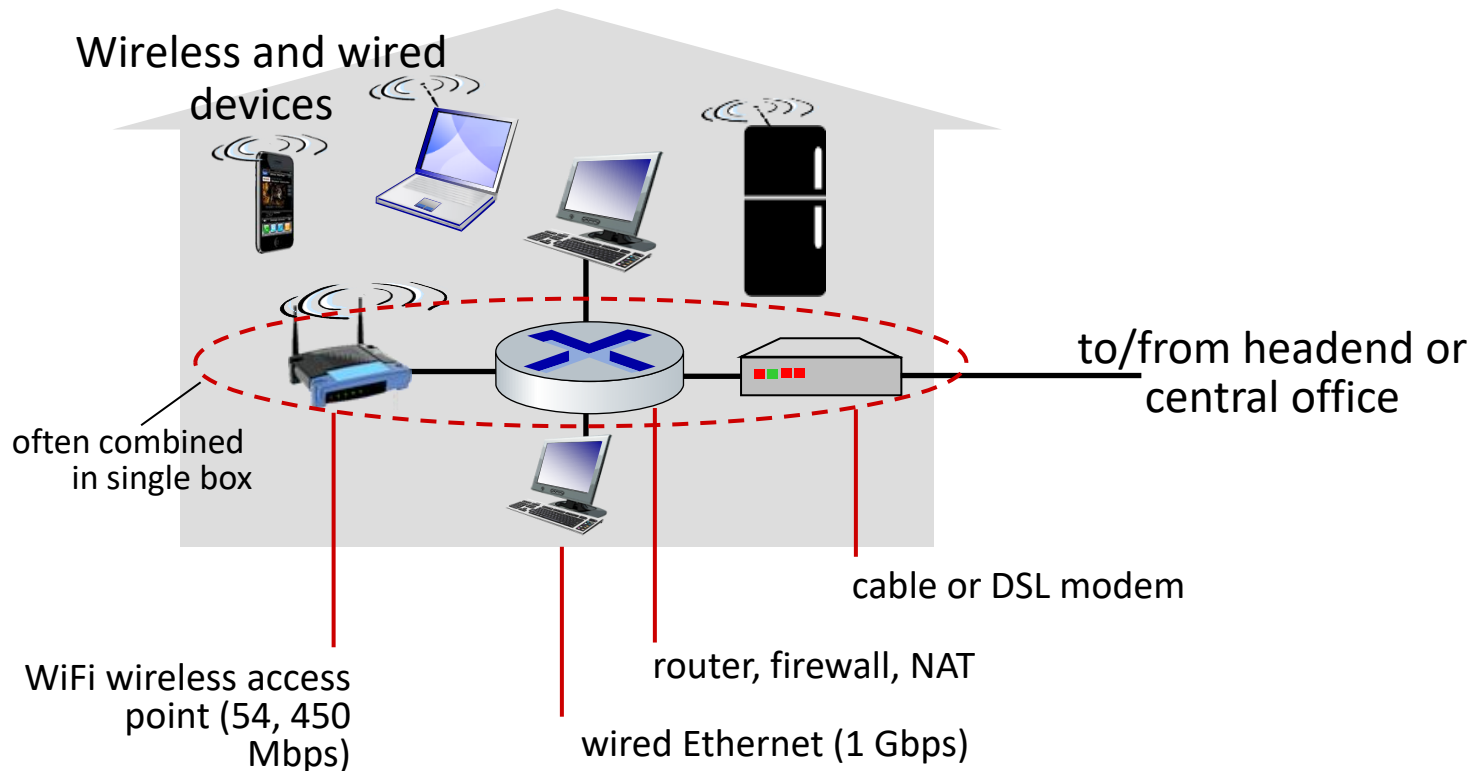 Wireless and wired
devices
to/from headend or
central office
often combined
in single box
cable or DSL modem
router, firewall, NAT
WiFi wireless access
point (54, 450
Mbps)
wired Ethernet (1 Gbps)